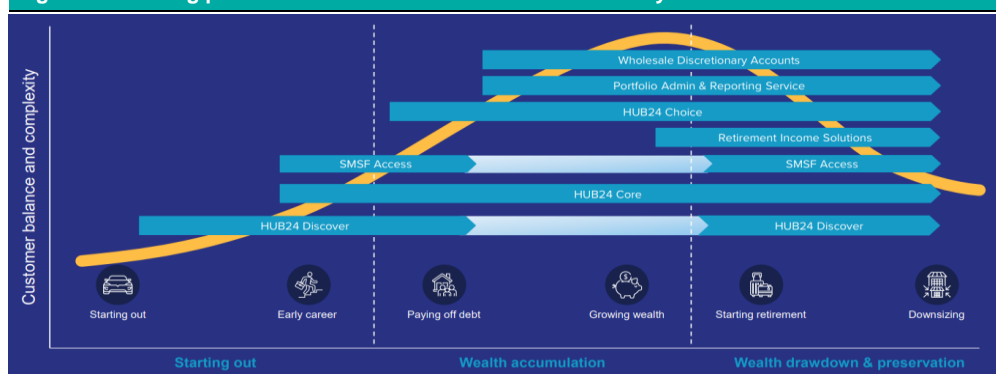 Customer balance and complexity
Wholesale Discretionary Accounts
Portfolio Admin & Reporting Service
HUB24 Choice
Retirement Income Solutions
SMSF Access
SMSF Access
HUB24 Core
HUB24 Discover
HUB24 Discover
Starting out
Early career
Paying off debt
Growing wealth
Starting retirement
Downsizing
Starting out
Wealth accumulation
Wealth drawdown & preservation